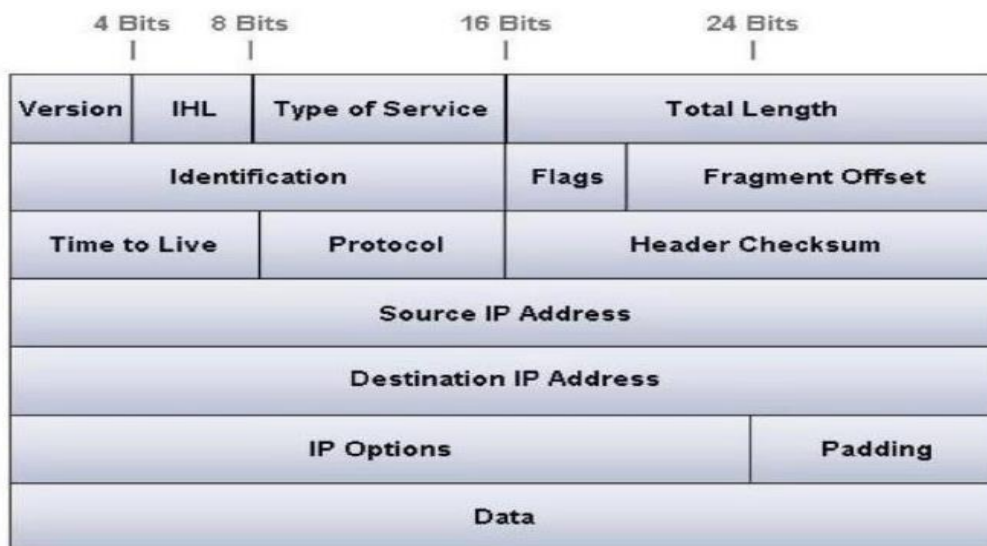 4 Bits 8 Bits 16 Bits 24 Bits
Version IHL Type of Service Total Length
Identification Flags Fragment Offset
Time to Live Protocol Header Checksum
Source IP Address
Destination IP Address
IP Options Padding
Data